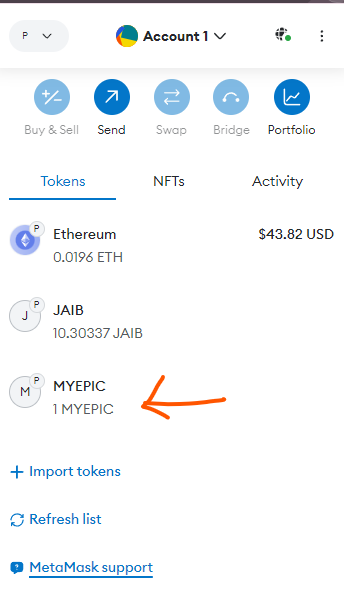 P
Account 1
Buy & Sell
Send
Swap
Bridge
Portfolio
Tokens
NFTs
Activity
P
Ethereum
$43.82 USD
0.0196 ETH
P
J
JAIB
10.30337 JAIB
P
M
MYEPIC
1 MYEPIC
Import tokens
Refresh list
MetaMask support